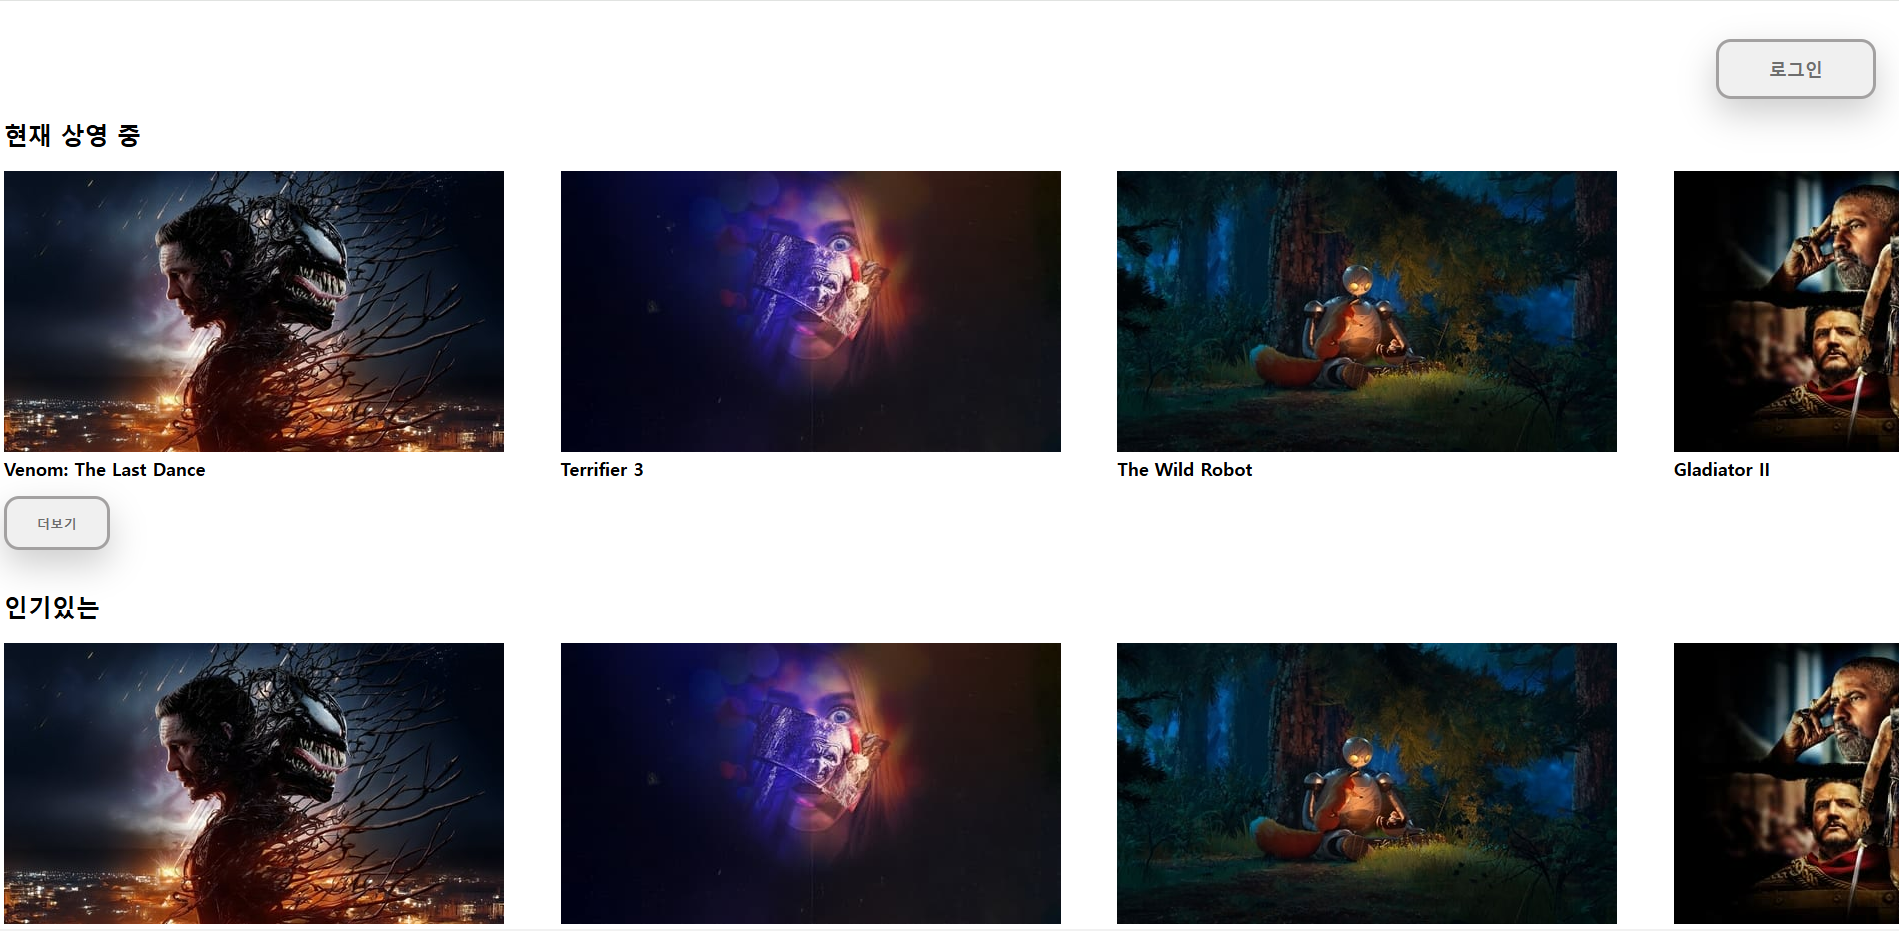 로그인
현재 상영 중
Venom: The Last Dance
Terrifier 3
The Wild Robot
Gladiator II
더보기
인기있는